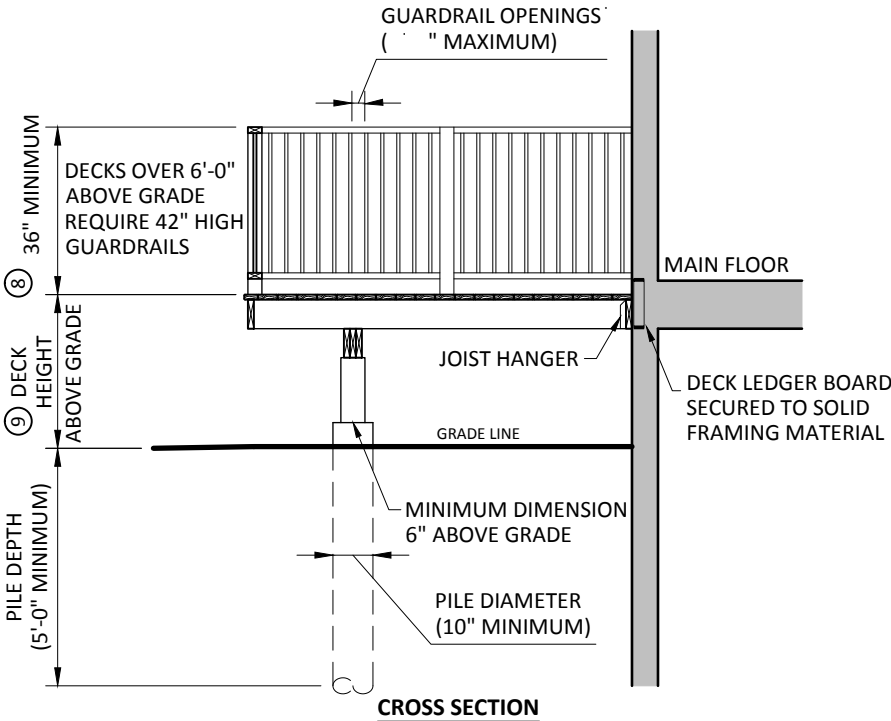 GUARDRAIL OPENINGS
( " MAXIMUM)
36" MINIMUM
DECKS OVER 6'-0"
ABOVE GRADE
REQUIRE 42" HIGH
GUARDRAILS
8
MAIN FLOOR
9 DECK
HEIGHT
ABOVE GRADE
JOIST HANGER
DECK LEDGER BOARD
SECURED TO SOLID
FRAMING MATERIAL
GRADE LINE
MINIMUM DIMENSION
6" ABOVE GRADE
PILE DEPTH
(5'-0" MINIMUM)
PILE DIAMETER
(10" MINIMUM)
CROSS SECTION